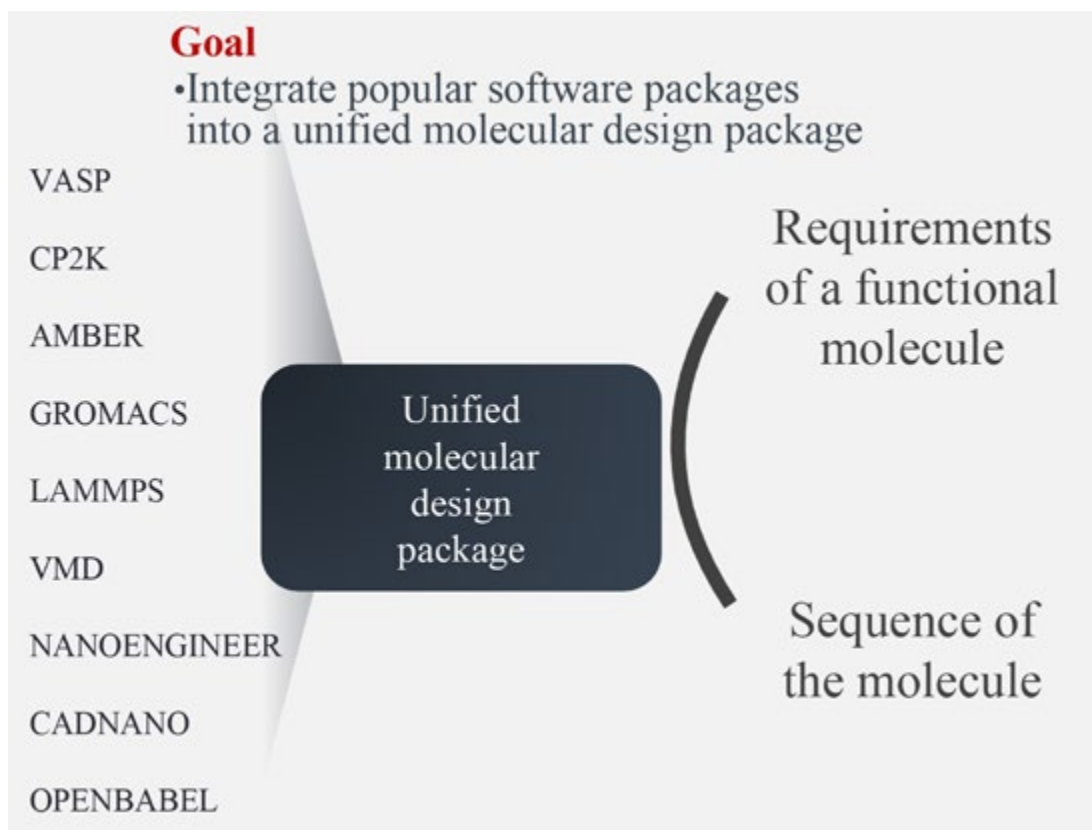 Goal
•Integrate popular software packages
into a unified molecular design package
VASP
CP2K
AMBER
GROMACS
LAMMPS
VMD
NANOENGINEER
CADNANO
OPENBABEL
Unified
molecular
design
package
Requirements
of a functional
molecule
Sequence of
the molecule